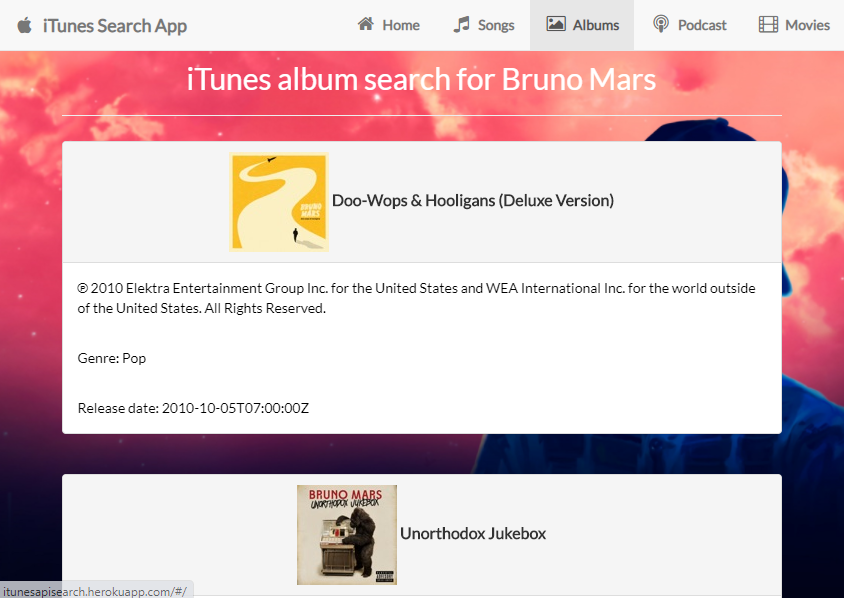 iTunes Search App
Home
Songs
Albums
Podcast
Movies
iTunes album search for Bruno Mars
BRUNO
MARS
Doo-Wops & Hooligans (Deluxe Version)
℗ 2010 Elektra Entertainment Group Inc. for the United States and WEA International Inc. for the world outside
of the United States. All Rights Reserved.
Genre: Pop
Release date: 2010-10-05T07:00:00Z
BRUNO MARS
UNORTHODOX JUKEBOX
Unorthodox Jukebox
itunesapisearch.herokuapp.com/#/